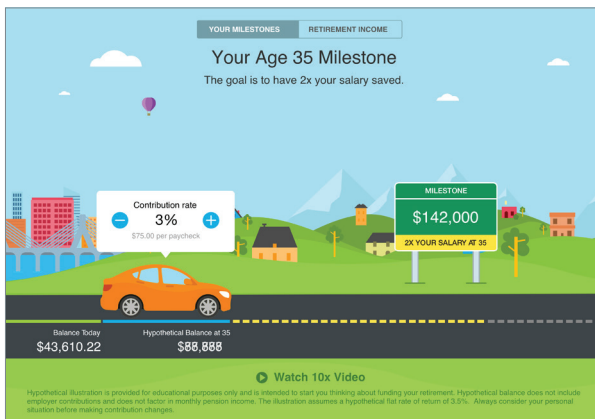 YOUR MILESTONES RETIREMENT INCOME
Your Age 35 Milestone
The goal is to have 2x your salary saved.
Contribution rate
3%
$75.00 per paycheck
MILESTONE
$142,000
2X YOUR SALARY AT 35
Balance Today
$43,610.22
Hypothetical Balance at 35
Watch 10x Video
Hypothetical illustration is provided for educational purposes only and is intended to start you thinking about funding your retirement. Hypothetical balance does not include
employer contributions and does not factor in monthly pension income. The illustration assumes a hypothetical flat rate of return of 3.5%. Always consider your personal
situation before making contribution changes.